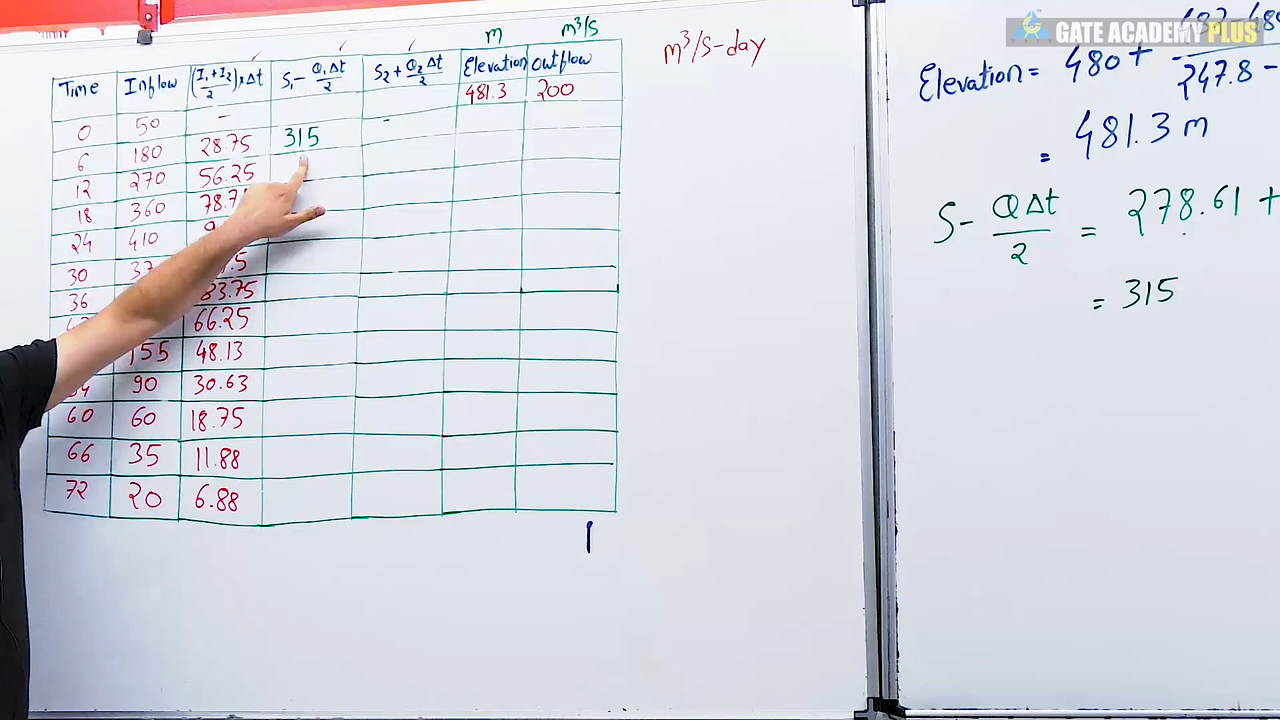 GATE ACADEMY PLUS
m m³/s
Time Inflow (I₁+I₂/2)×Δt S₁ - Q₁Δt/2 S₂ + Q₂Δt/2 Elevation outflow
481.3 200
0 50 -
6 180 28.75 315
12 270 56.25
18 360
24 410
30
36 83.75
66.25
155 48.13
90 30.63
60 60 18.75
66 35 11.88
72 20 6.88
m³/s-day
Elevation = 480 +
247.8 -
= 481.3 m
S - QΔt/2 = 278.61 +
= 315